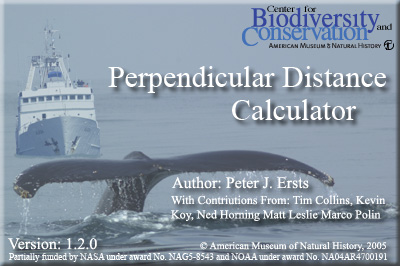 Center for
Biodiversity and
Conservation
AMERICAN MUSEUM & NATURAL HISTORY
Perpendicular Distance
Calculator
Author: Peter J. Ersts
With Contriutions From: Tim Collins, Kevin
Koy, Ned Horning Matt Leslie Marco Polin
Version: 1.2.0
© American Museum of Natural History, 2005
Partially funded by NASA under award No. NAG5-8543 and NOAA under award No. NA04AR4700191